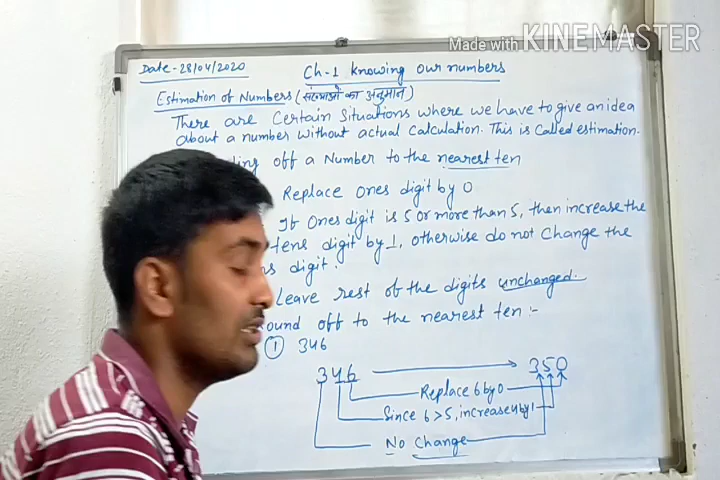 Made with KINEMASTER
Date-28/04/2020
Ch-1 Knowing our numbers
Estimation of Numbers (संख्याओं का अनुमान)
There are Certain Situations where we have to give an idea
about a number without actual Calculation. This is Called estimation.
ding off a Number to the nearest ten
Replace ones digit by 0
If Ones digit is 5 or more than 5, then increase the
tens digit by 1, otherwise do not Change the
s digit.
Leave rest of the digits unchanged.
ound off to the nearest ten:-
① 346
346 350
Replace 6 by 0
Since 6 > 5, increase 4 by 1
No Change